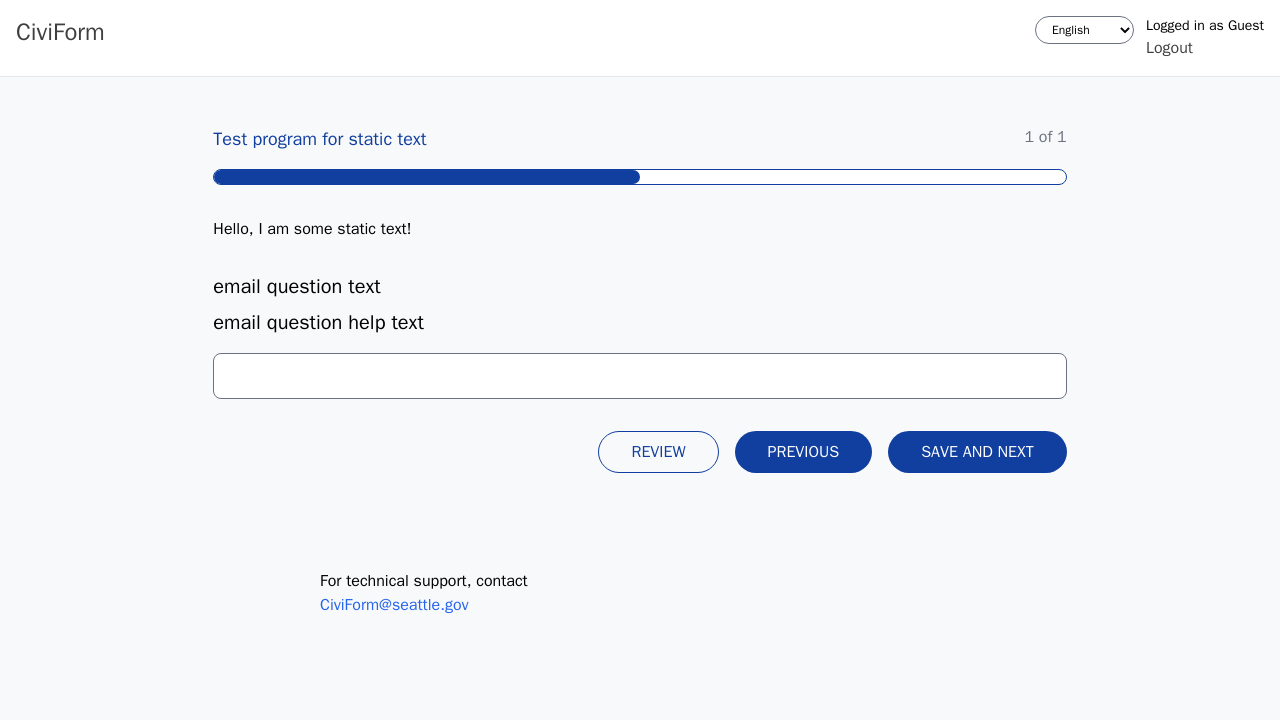 CiviForm
English
Logged in as Guest
Logout
Test program for static text
1 of 1
Hello, I am some static text!
email question text
email question help text
REVIEW
PREVIOUS
SAVE AND NEXT
For technical support, contact
CiviForm@seattle.gov